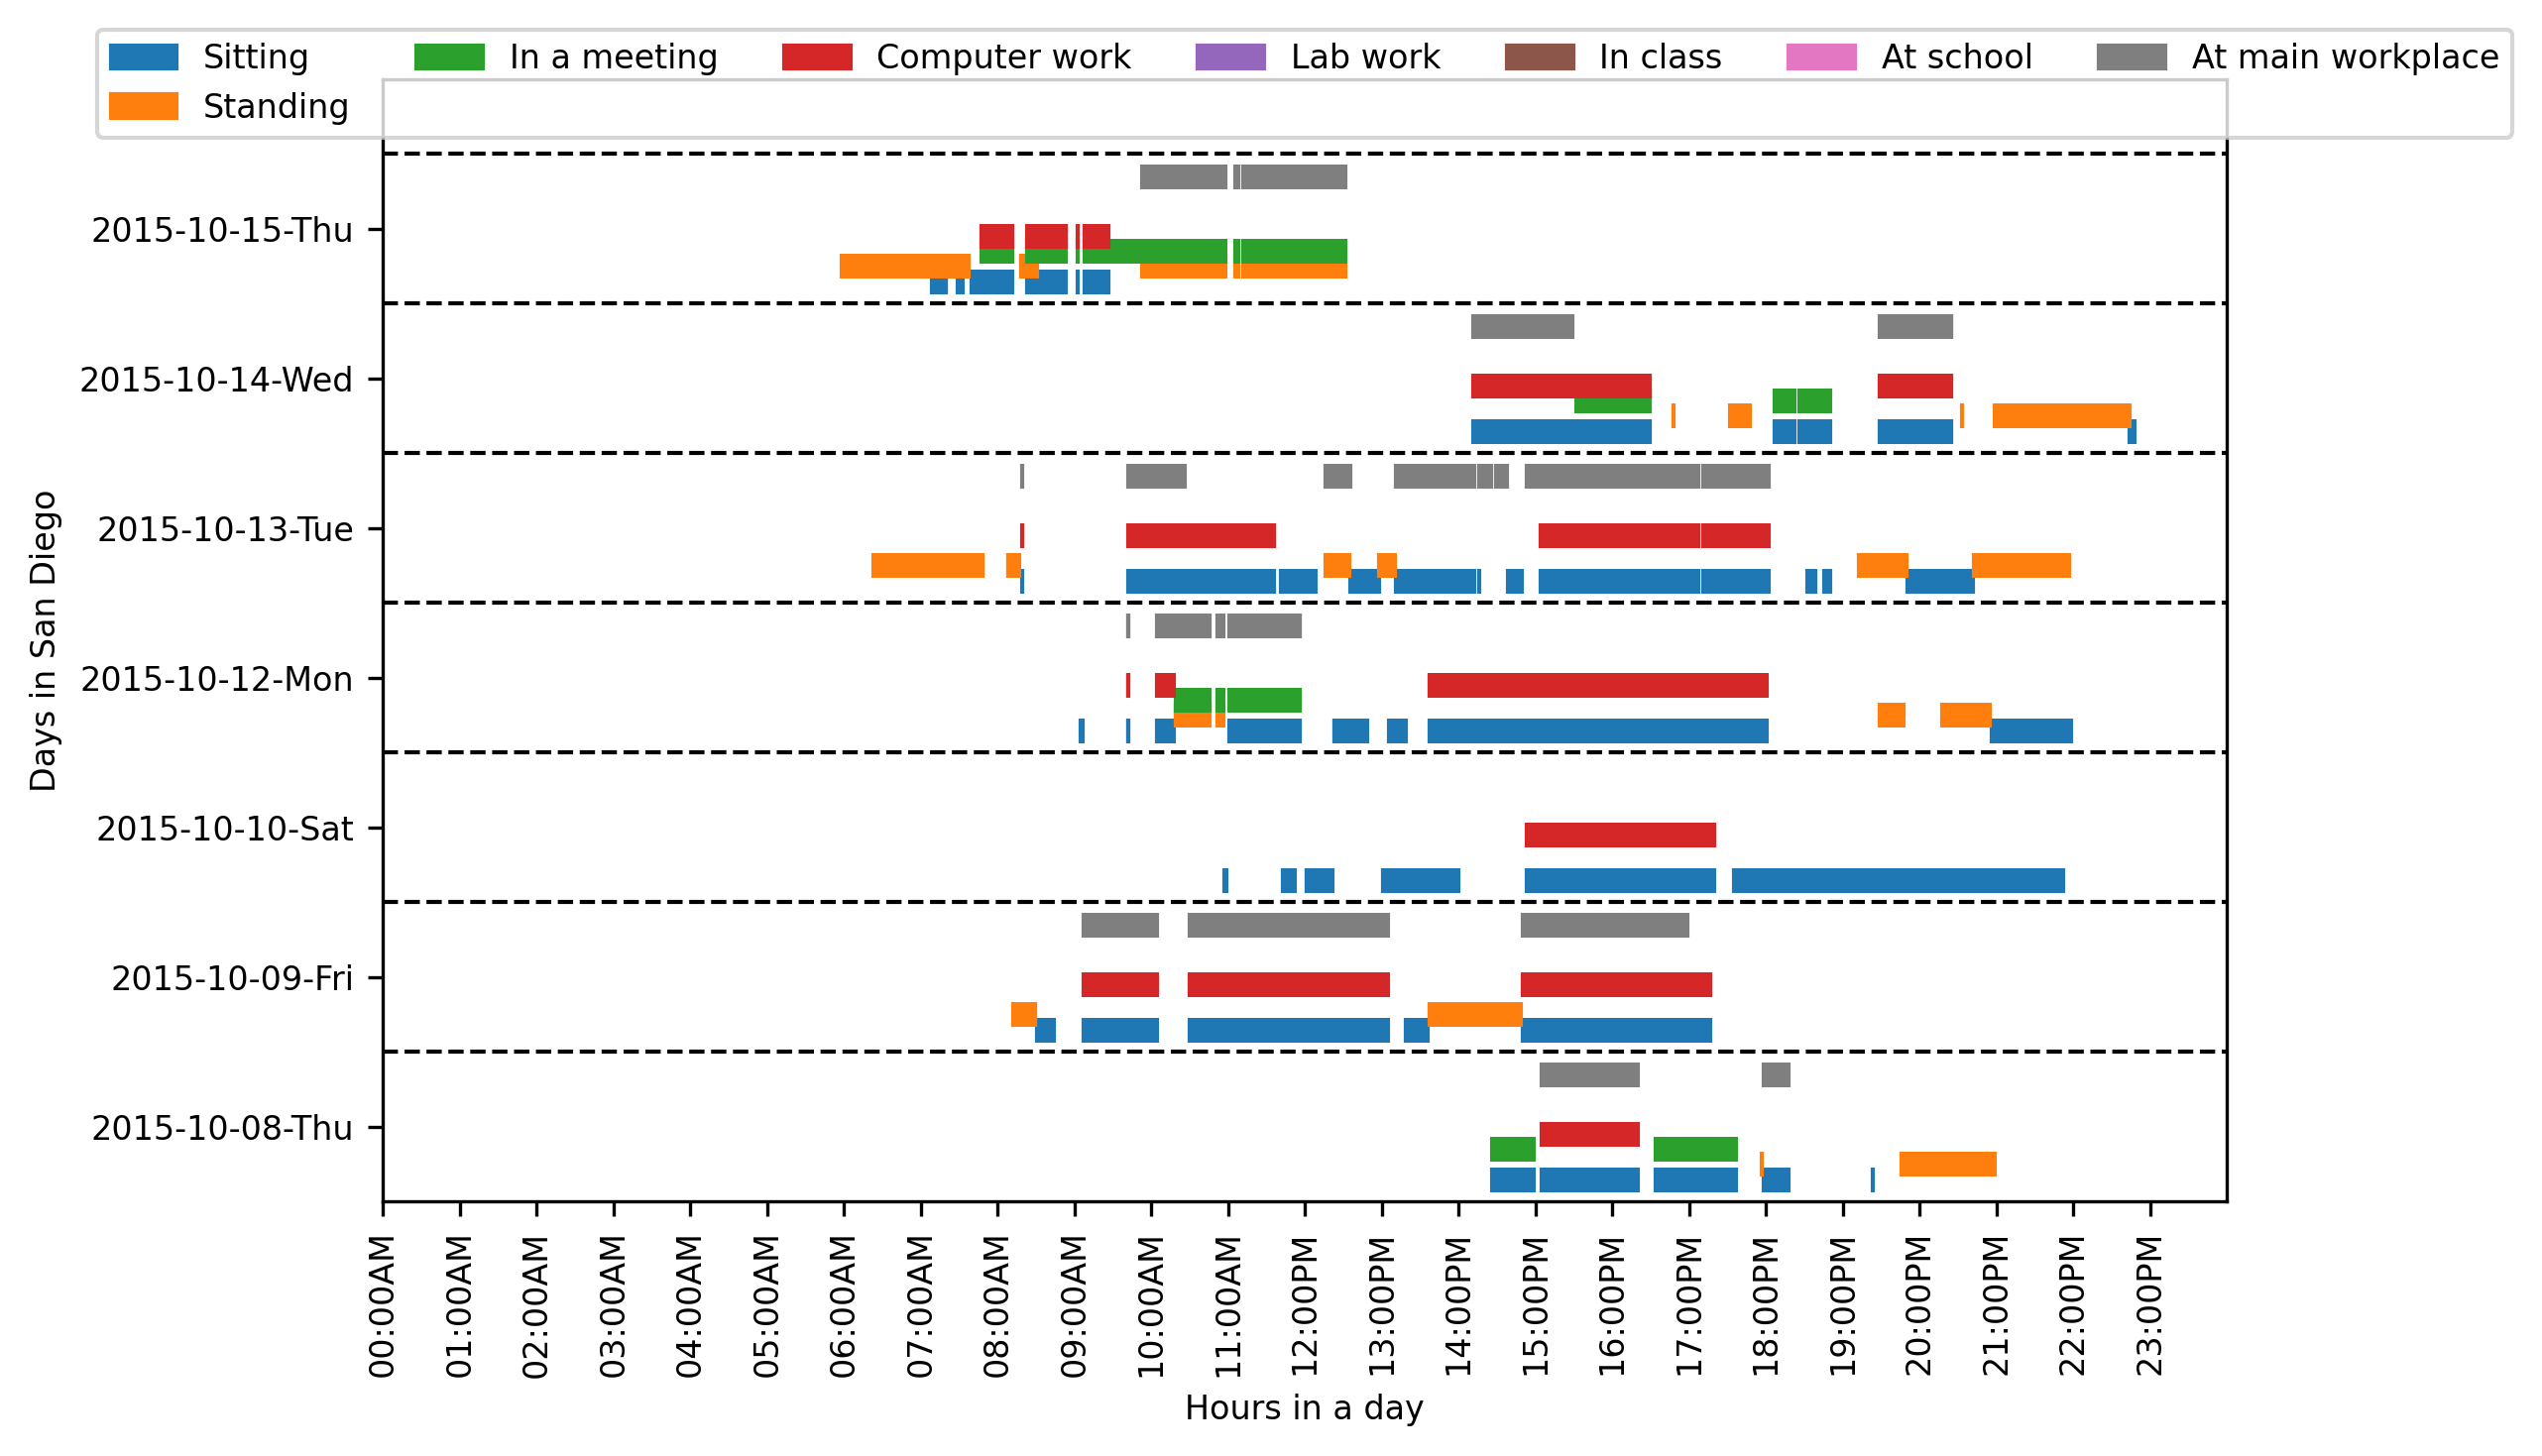 Sitting In a meeting Computer work Lab work In class At school At main workplace
Standing
Days in San Diego
2015-10-15-Thu
2015-10-14-Wed
2015-10-13-Tue
2015-10-12-Mon
2015-10-10-Sat
2015-10-09-Fri
2015-10-08-Thu
00:00AM
01:00AM
02:00AM
03:00AM
04:00AM
05:00AM
06:00AM
07:00AM
08:00AM
09:00AM
10:00AM
11:00AM
12:00PM
13:00PM
14:00PM
15:00PM
16:00PM
17:00PM
18:00PM
19:00PM
20:00PM
21:00PM
22:00PM
23:00PM
Hours in a day